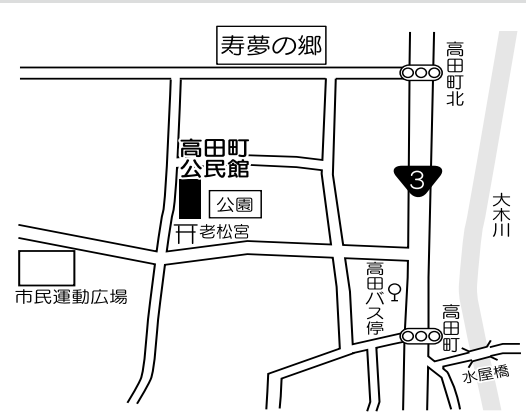 寿夢の郷
高田町北
高田町
公民館
3
公園
大木川
老松宮
高田バス停
市民運動広場
高田町
水屋橋